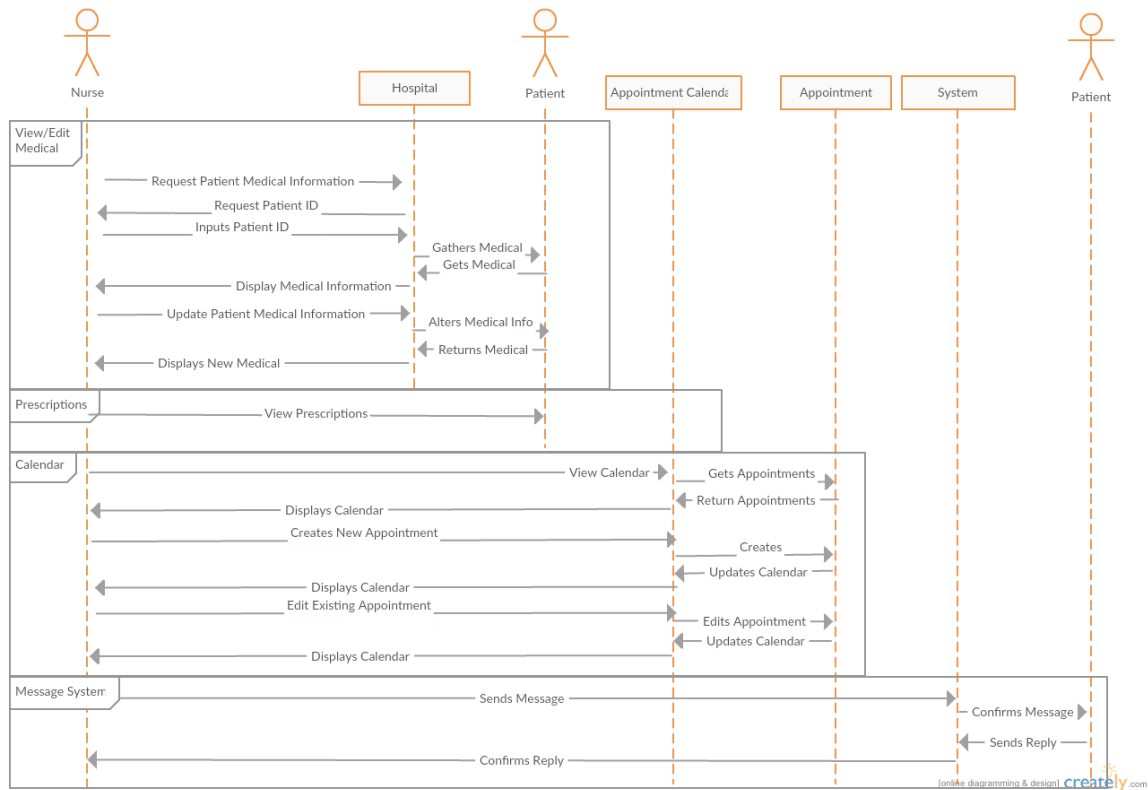 Nurse
Hospital
Patient
Appointment Calenda
Appointment
System
Patient
View/Edit
Medical
Request Patient Medical Information
Request Patient ID
Inputs Patient ID
Gathers Medical
Gets Medical
Display Medical Information
Update Patient Medical Information
Alters Medical Info
Returns Medical
Displays New Medical
Prescriptions
View Prescriptions
Calendar
View Calendar
Gets Appointments
Return Appointments
Displays Calendar
Creates New Appointment
Creates
Updates Calendar
Displays Calendar
Edit Existing Appointment
Edits Appointment
Updates Calendar
Displays Calendar
Message System
Sends Message
Confirms Message
Sends Reply
Confirms Reply
[online diagramming & design] creately.com